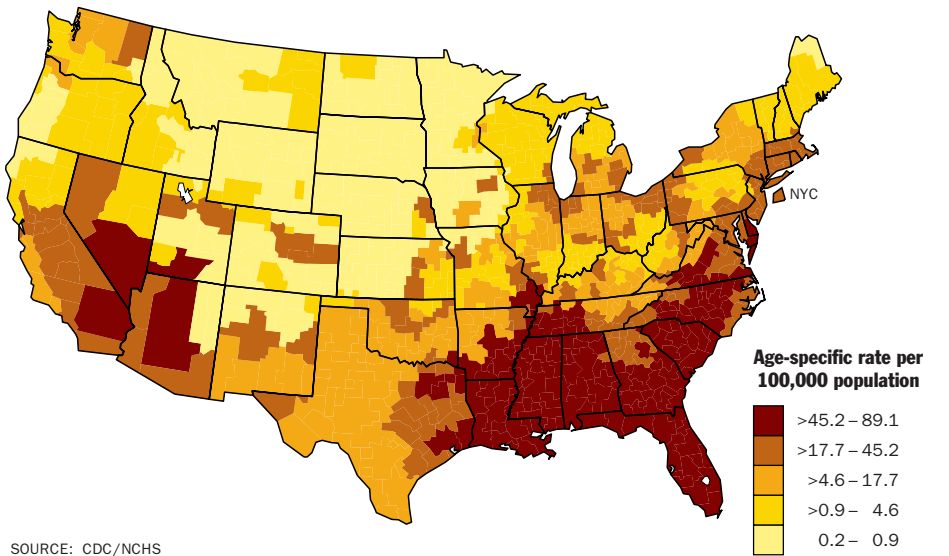 NYC
Age-specific rate per
100,000 population
>45.2 – 89.1
>17.7 – 45.2
>4.6 – 17.7
>0.9 – 4.6
0.2 – 0.9
SOURCE: CDC/NCHS